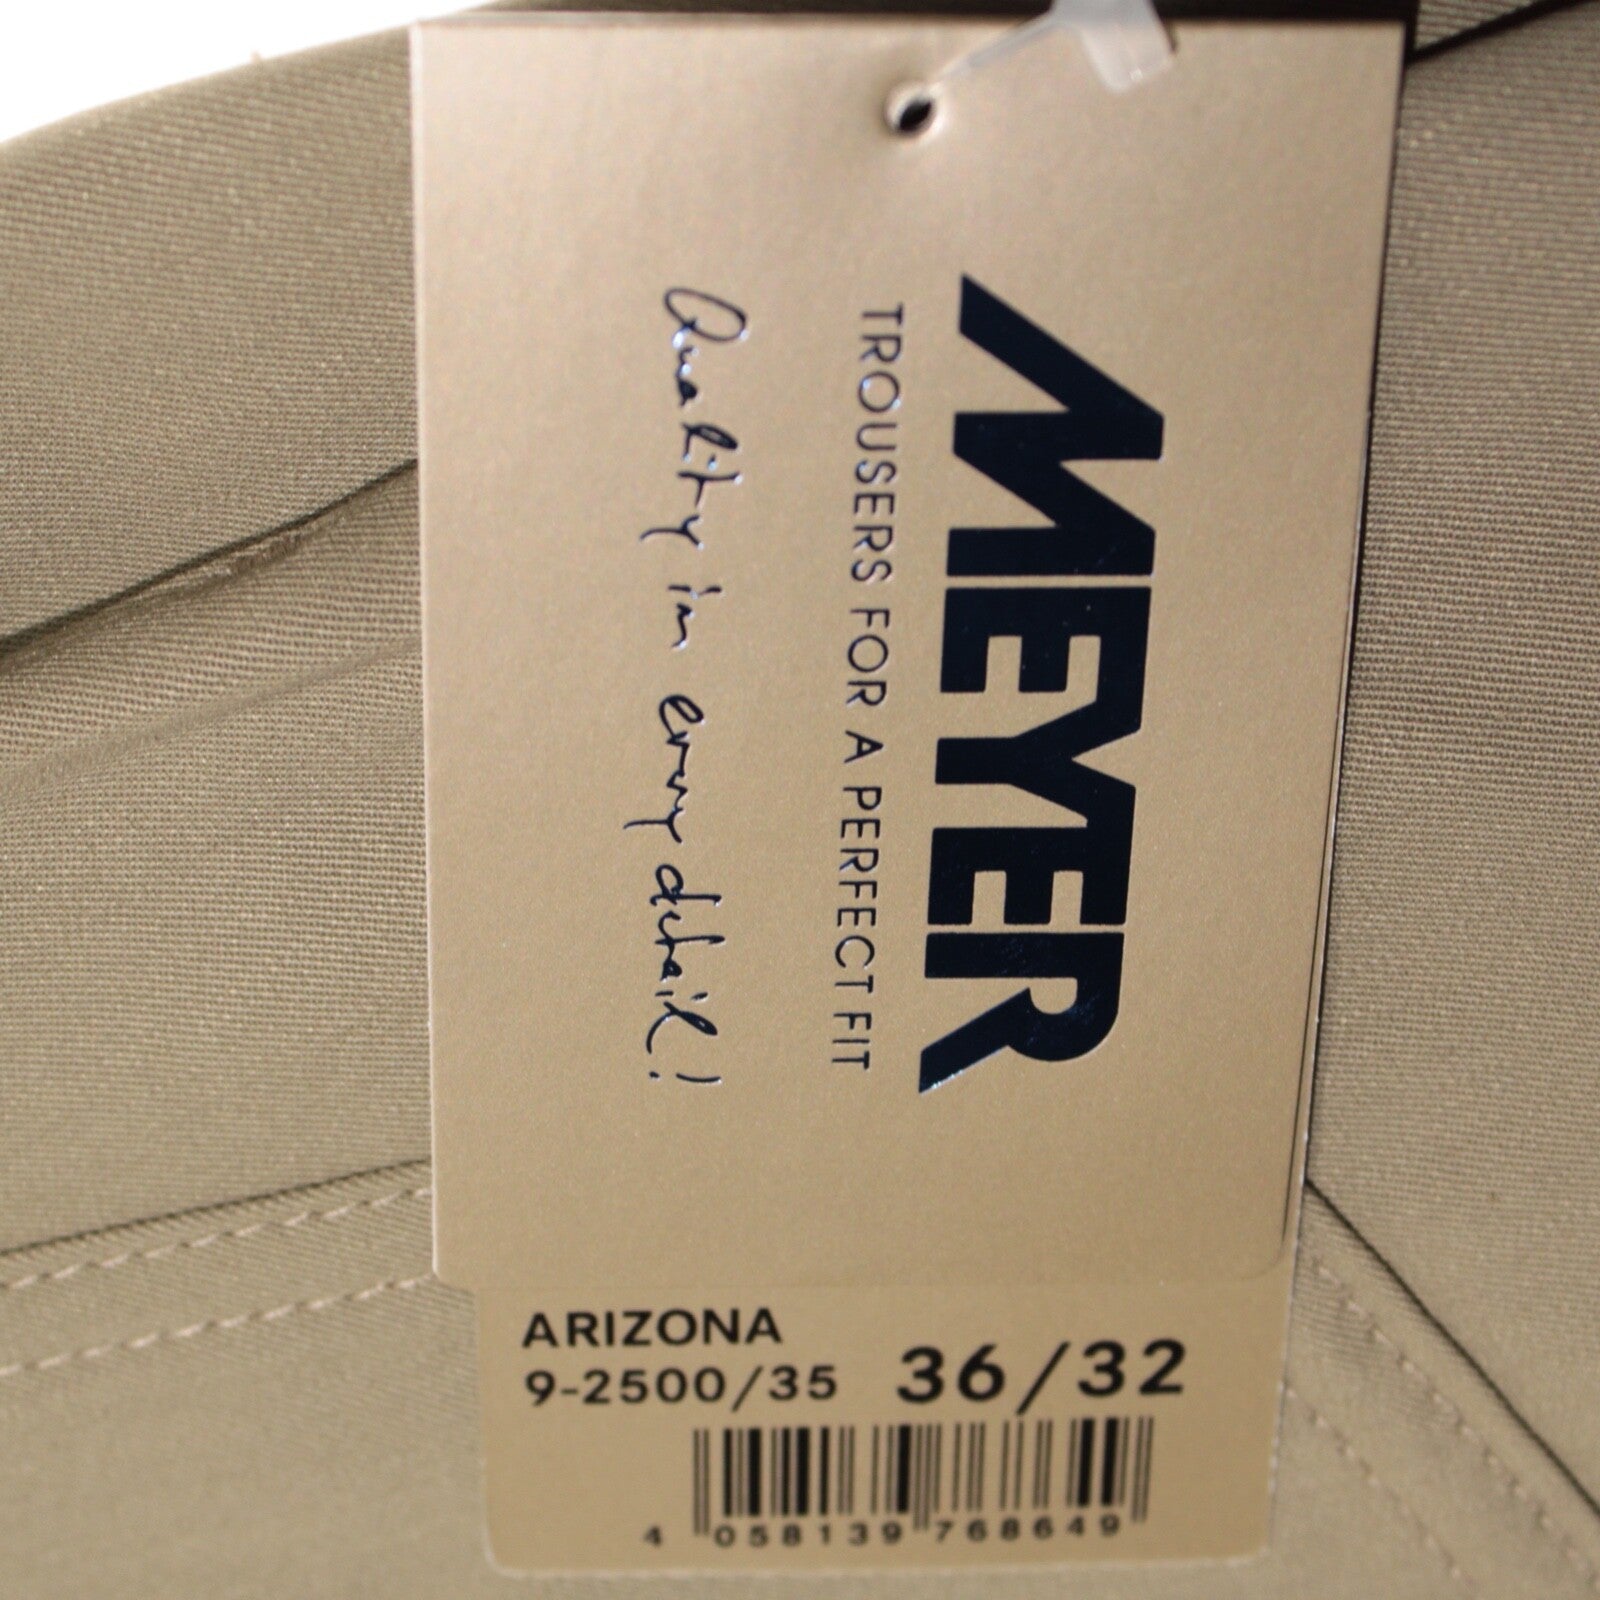 MEYER
TROUSERS FOR A PERFECT FIT
Quality in every detail!
ARIZONA
9-2500/35 36/32
4 058139 768649